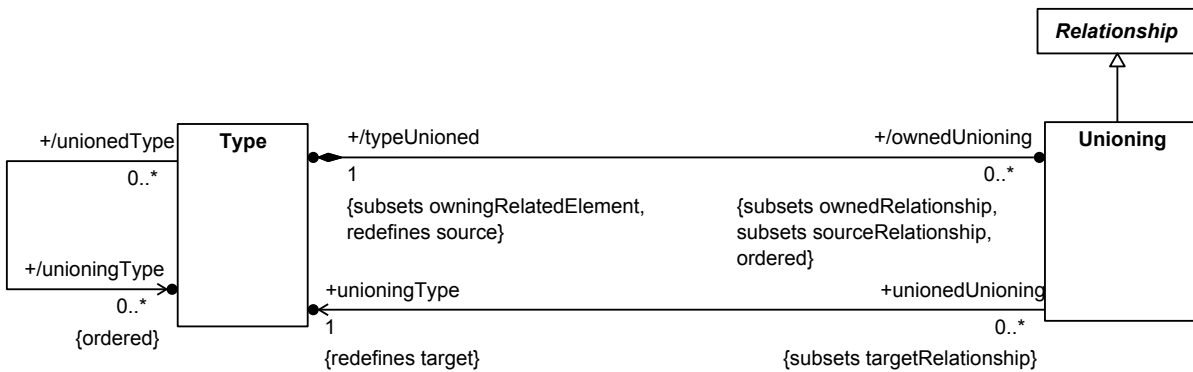 Relationship
+/unionedType
Type
+/typeUnioned
+/ownedUnioning
Unioning
0..*
1
0..*
{subsets owningRelatedElement,
redefines source}
{subsets ownedRelationship,
subsets sourceRelationship,
ordered}
+/unioningType
+unioningType
+unionedUnioning
0..*
1
0..*
{ordered}
{redefines target}
{subsets targetRelationship}